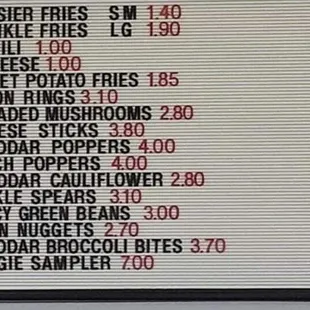 SIER FRIES SM 1.40
NKLE FRIES LG 1.90
ILI 1.00
EESE 1.00
ET POTATO FRIES 1.85
ON RINGS 3.10
ADED MUSHROOMS 2.80
ESE STICKS 3.80
DDAR POPPERS 4.00
CH POPPERS 4.00
DDAR CAULIFLOWER 2.80
KLE SPEARS 3.10
CY GREEN BEANS 3.00
N NUGGETS 2.70
DDAR BROCCOLI BITES 3.70
GIE SAMPLER 7.00